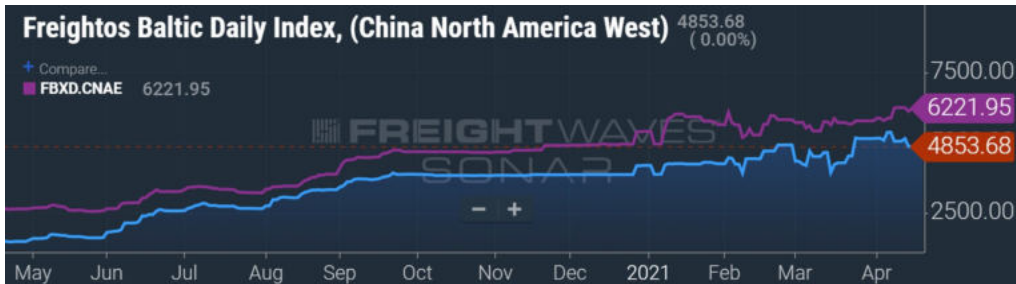 Freightos Baltic Daily Index, (China North America West) 4853.68
( 0.00%)
+ Compare...
FBXD.CNAE 6221.95
7500.00
6221.95
FREIGHTWAVES
4853.68
SONAR
− +
2500.00
May Jun Jul Aug Sep Oct Nov Dec 2021 Feb Mar Apr